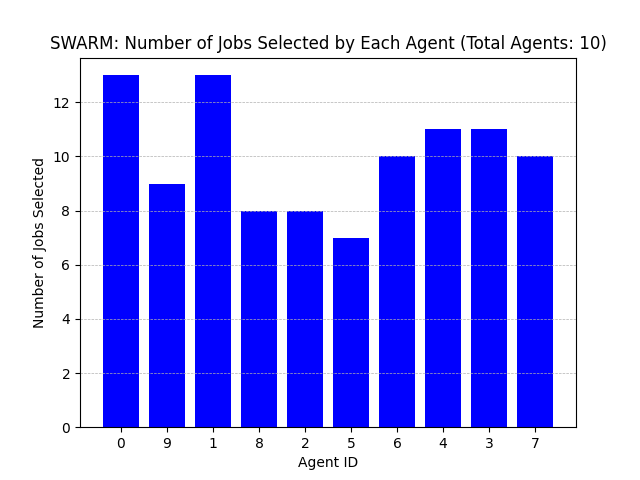 SWARM: Number of Jobs Selected by Each Agent (Total Agents: 10)
Number of Jobs Selected
12
10
8
6
4
2
0
0 9 1 8 2 5 6 4 3 7
Agent ID